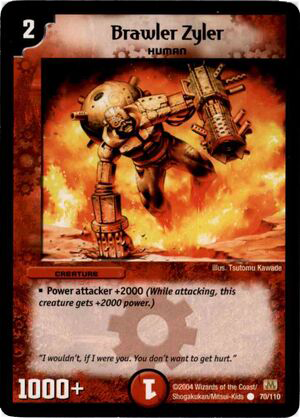 2
Brawler Zyler
HUMAN
Illus. Tsutomu Kawade
CREATURE
▪ Power attacker +2000 (While attacking, this
creature gets +2000 power.)
"I wouldn't, if I were you. You don't want to get hurt."
1000+
1
©2004 Wizards of the Coast/
Shogakukan/Mitsui-Kids ● 70/110